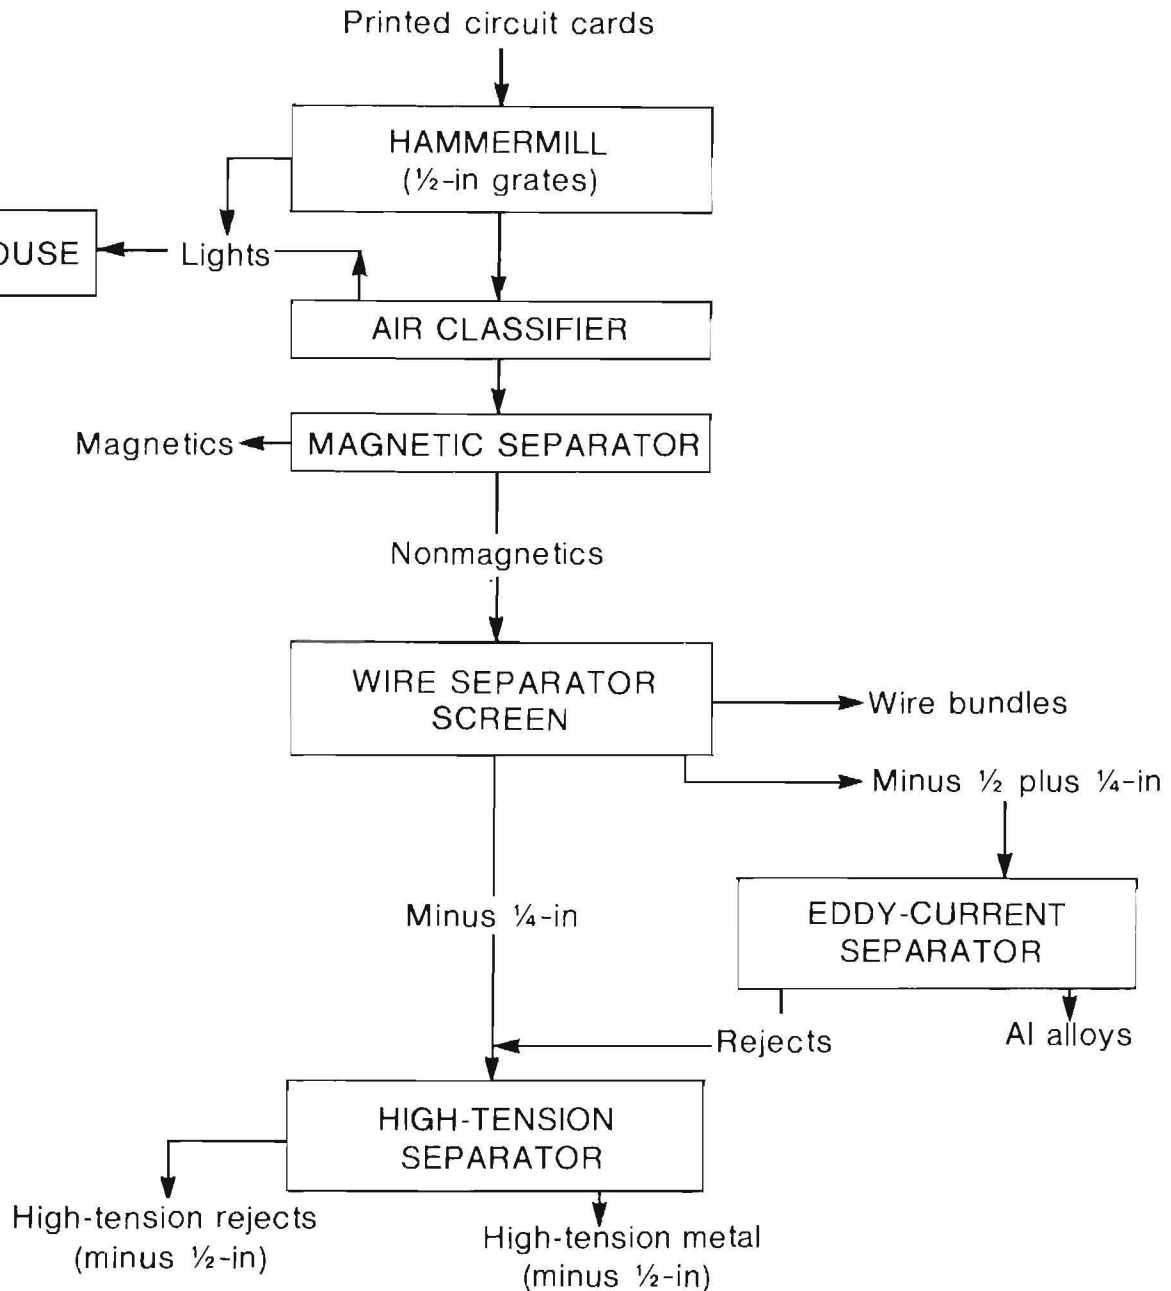 Printed circuit cards
HAMMERMILL
(½-in grates)
Lights
AIR CLASSIFIER
Magnetics
MAGNETIC SEPARATOR
Nonmagnetics
WIRE SEPARATOR
SCREEN
Wire bundles
Minus ½ plus ¼-in
Minus ¼-in
EDDY-CURRENT
SEPARATOR
Rejects
Al alloys
HIGH-TENSION
SEPARATOR
High-tension rejects
(minus ½-in)
High-tension metal
(minus ½-in)